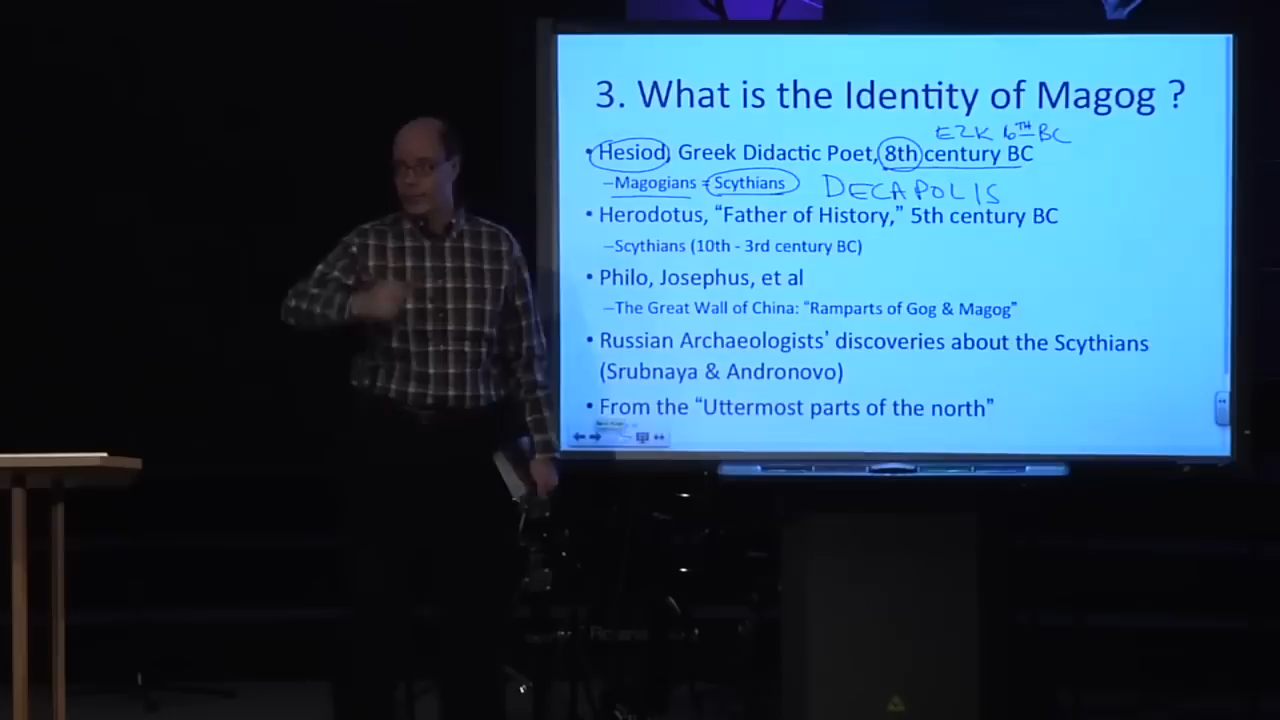 3. What is the Identity of Magog ?
EZK 6TH BC
• Hesiod, Greek Didactic Poet, 8th century BC
–Magogians = Scythians DECAPOLIS
• Herodotus, “Father of History,” 5th century BC
–Scythians (10th - 3rd century BC)
• Philo, Josephus, et al
–The Great Wall of China: “Ramparts of Gog & Magog”
• Russian Archaeologists’ discoveries about the Scythians
(Srubnaya & Andronovo)
• From the “Uttermost parts of the north”
Roland